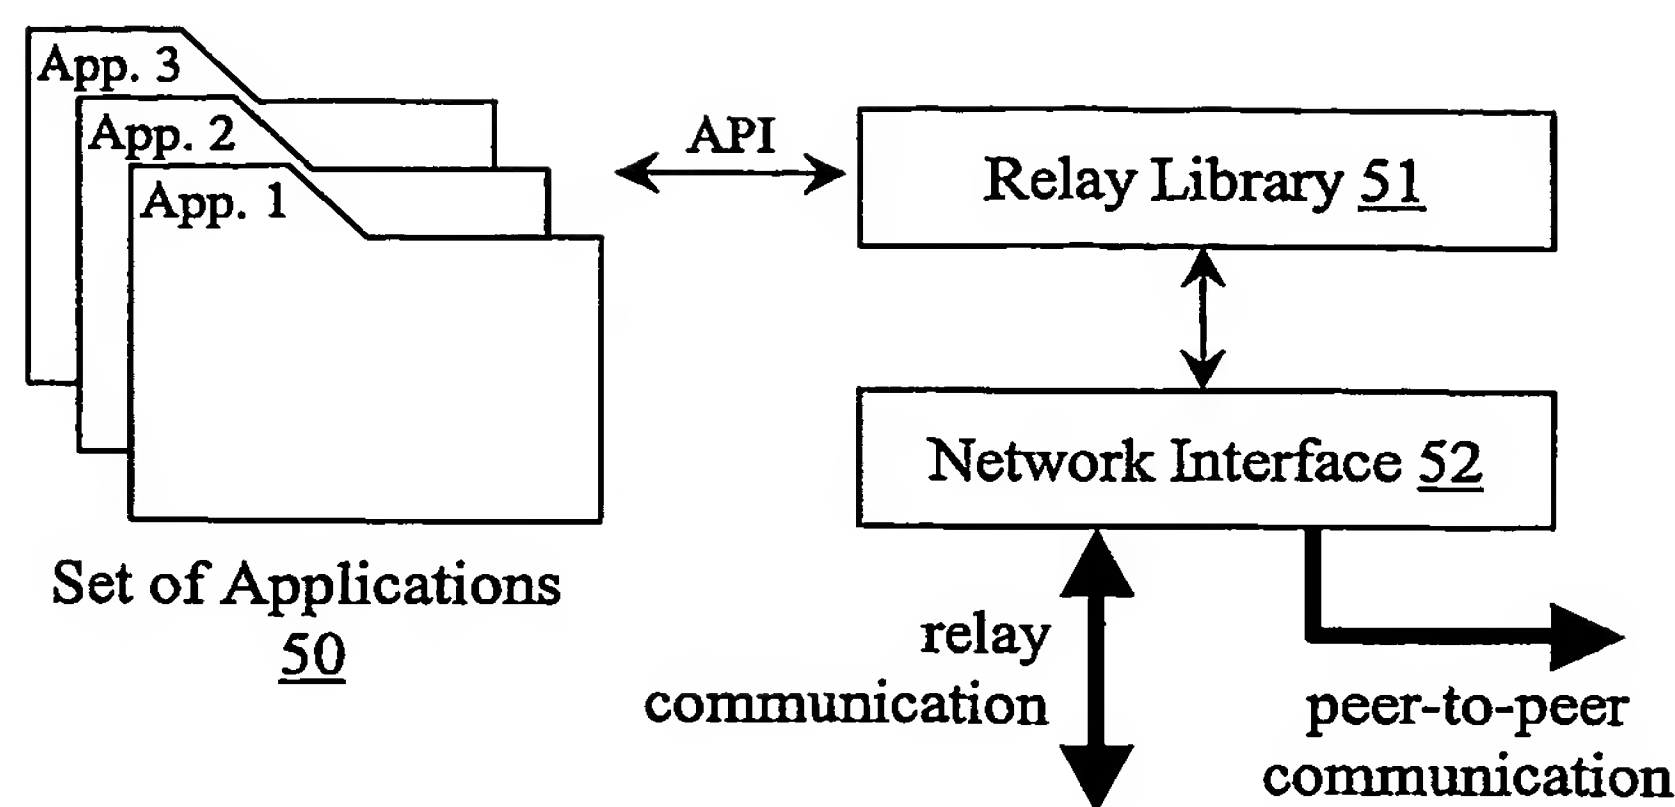 App. 3
App. 2
App. 1
API
Relay Library 51
Network Interface 52
Set of Applications
50
relay
communication
peer-to-peer
communication